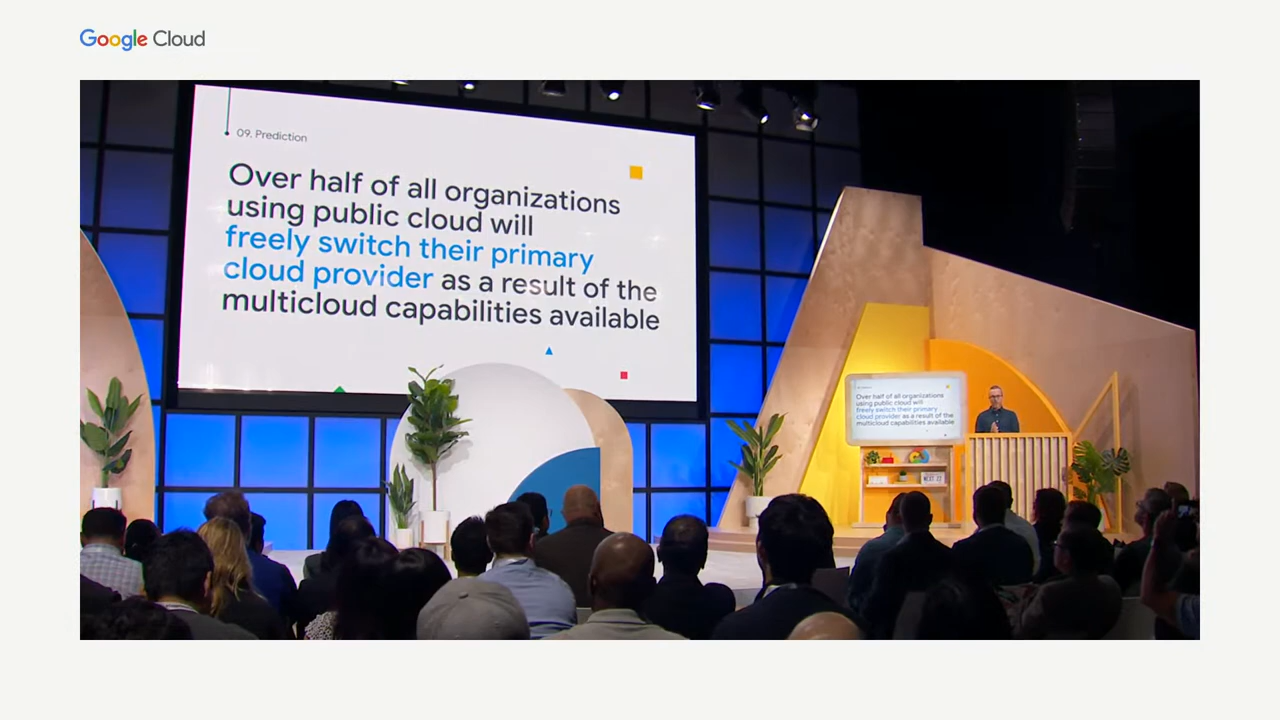 Google Cloud
09. Prediction
Over half of all organizations
using public cloud will
freely switch their primary
cloud provider as a result of the
multicloud capabilities available
Over half of all organizations
using public cloud will
freely switch their primary
cloud provider as a result of the
multicloud capabilities available